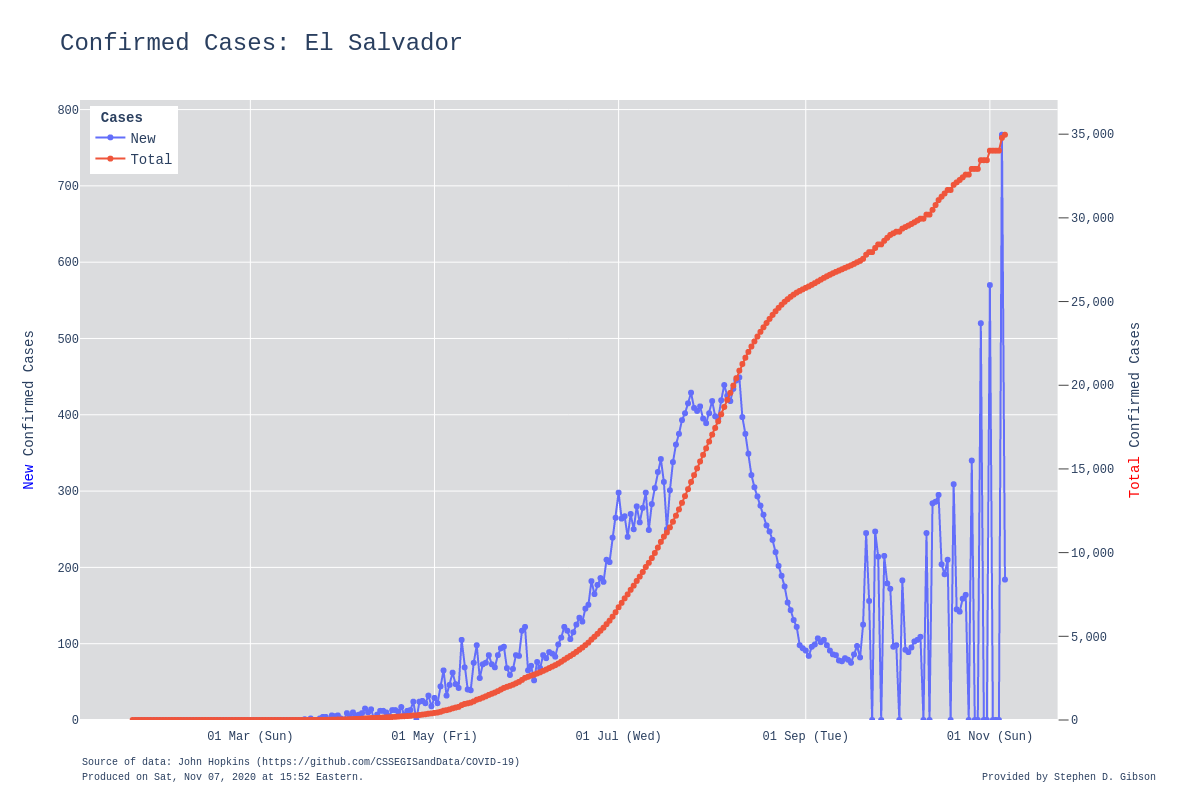 Confirmed Cases: El Salvador
Cases
New
Total
800
700
600
500
400
300
200
100
0
New Confirmed Cases
35,000
30,000
25,000
20,000
15,000
10,000
5,000
0
Total Confirmed Cases
01 Mar (Sun)
01 May (Fri)
01 Jul (Wed)
01 Sep (Tue)
01 Nov (Sun)
Source of data: John Hopkins (https://github.com/CSSEGISandData/COVID-19)
Produced on Sat, Nov 07, 2020 at 15:52 Eastern.
Provided by Stephen D. Gibson